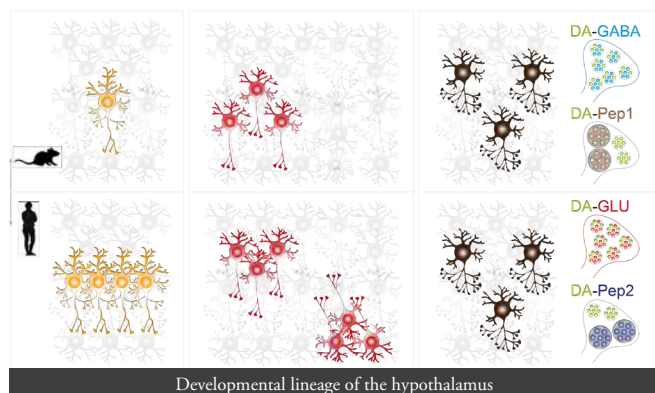 DA-GABA
DA-Pep1
DA-GLU
DA-Pep2
Developmental lineage of the hypothalamus